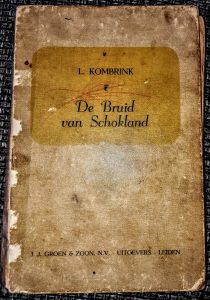 L. KOMBRINK
De Bruid
van Schokland
J. J. GROEN & ZOON, N.V. - UITGEVERS - LEIDEN